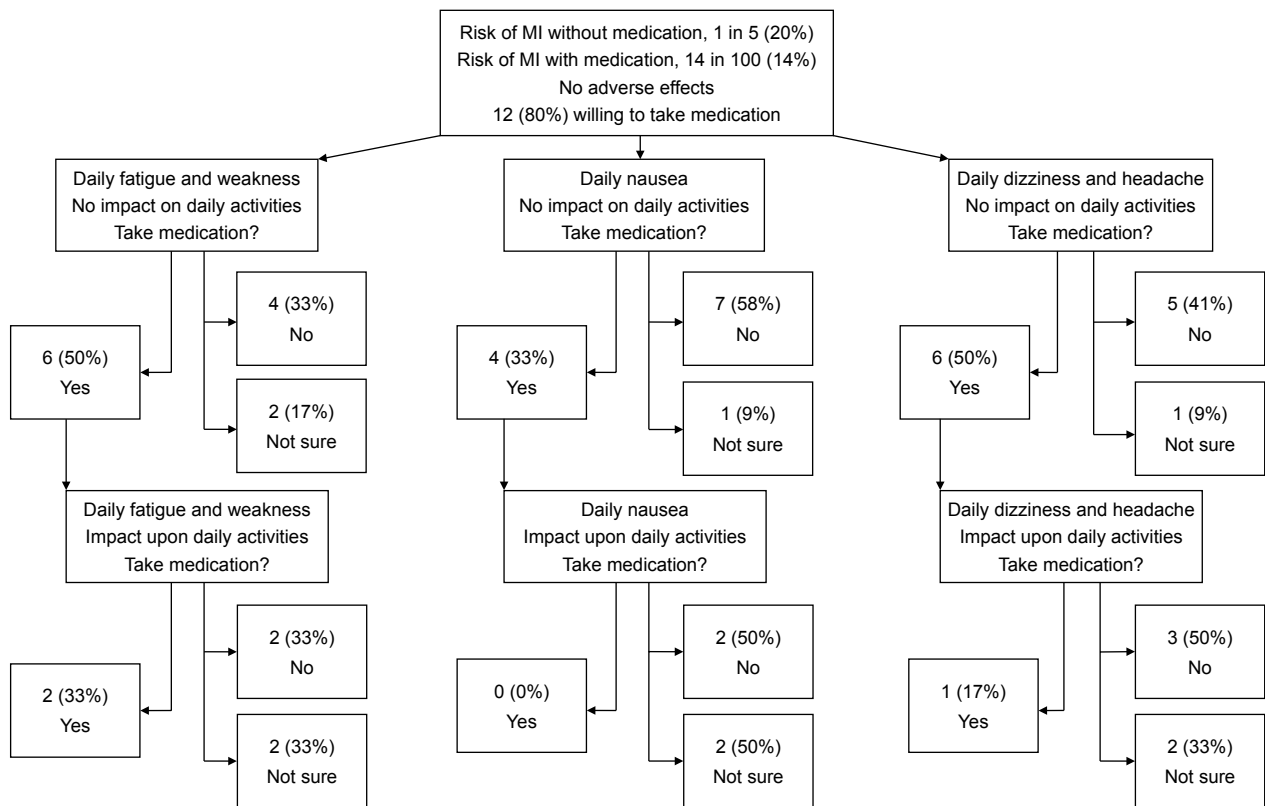 Risk of MI without medication, 1 in 5 (20%)
Risk of MI with medication, 14 in 100 (14%)
No adverse effects
12 (80%) willing to take medication
Daily fatigue and weakness
No impact on daily activities
Take medication?
4 (33%)
No
6 (50%)
Yes
2 (17%)
Not sure
Daily fatigue and weakness
Impact upon daily activities
Take medication?
2 (33%)
No
2 (33%)
Yes
2 (33%)
Not sure
Daily nausea
No impact on daily activities
Take medication?
7 (58%)
No
4 (33%)
Yes
1 (9%)
Not sure
Daily nausea
Impact upon daily activities
Take medication?
2 (50%)
No
0 (0%)
Yes
2 (50%)
Not sure
Daily dizziness and headache
No impact on daily activities
Take medication?
5 (41%)
No
6 (50%)
Yes
1 (9%)
Not sure
Daily dizziness and headache
Impact upon daily activities
Take medication?
3 (50%)
No
1 (17%)
Yes
2 (33%)
Not sure